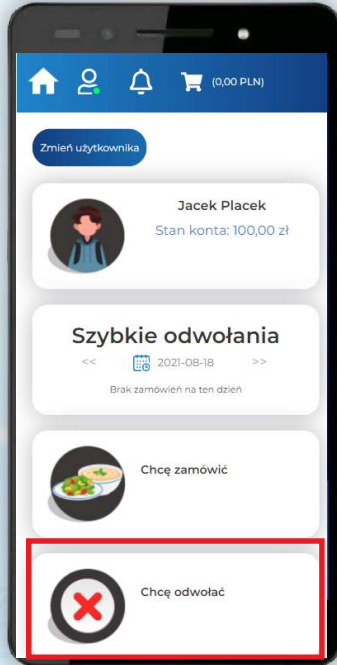 (0,00 PLN)
Zmień użytkownika
Jacek Placek
Stan konta: 100,00 zł
Szybkie odwołania
<< 2021-08-18 >>
Brak zamówień na ten dzień
Chcę zamówić
Chcę odwołać